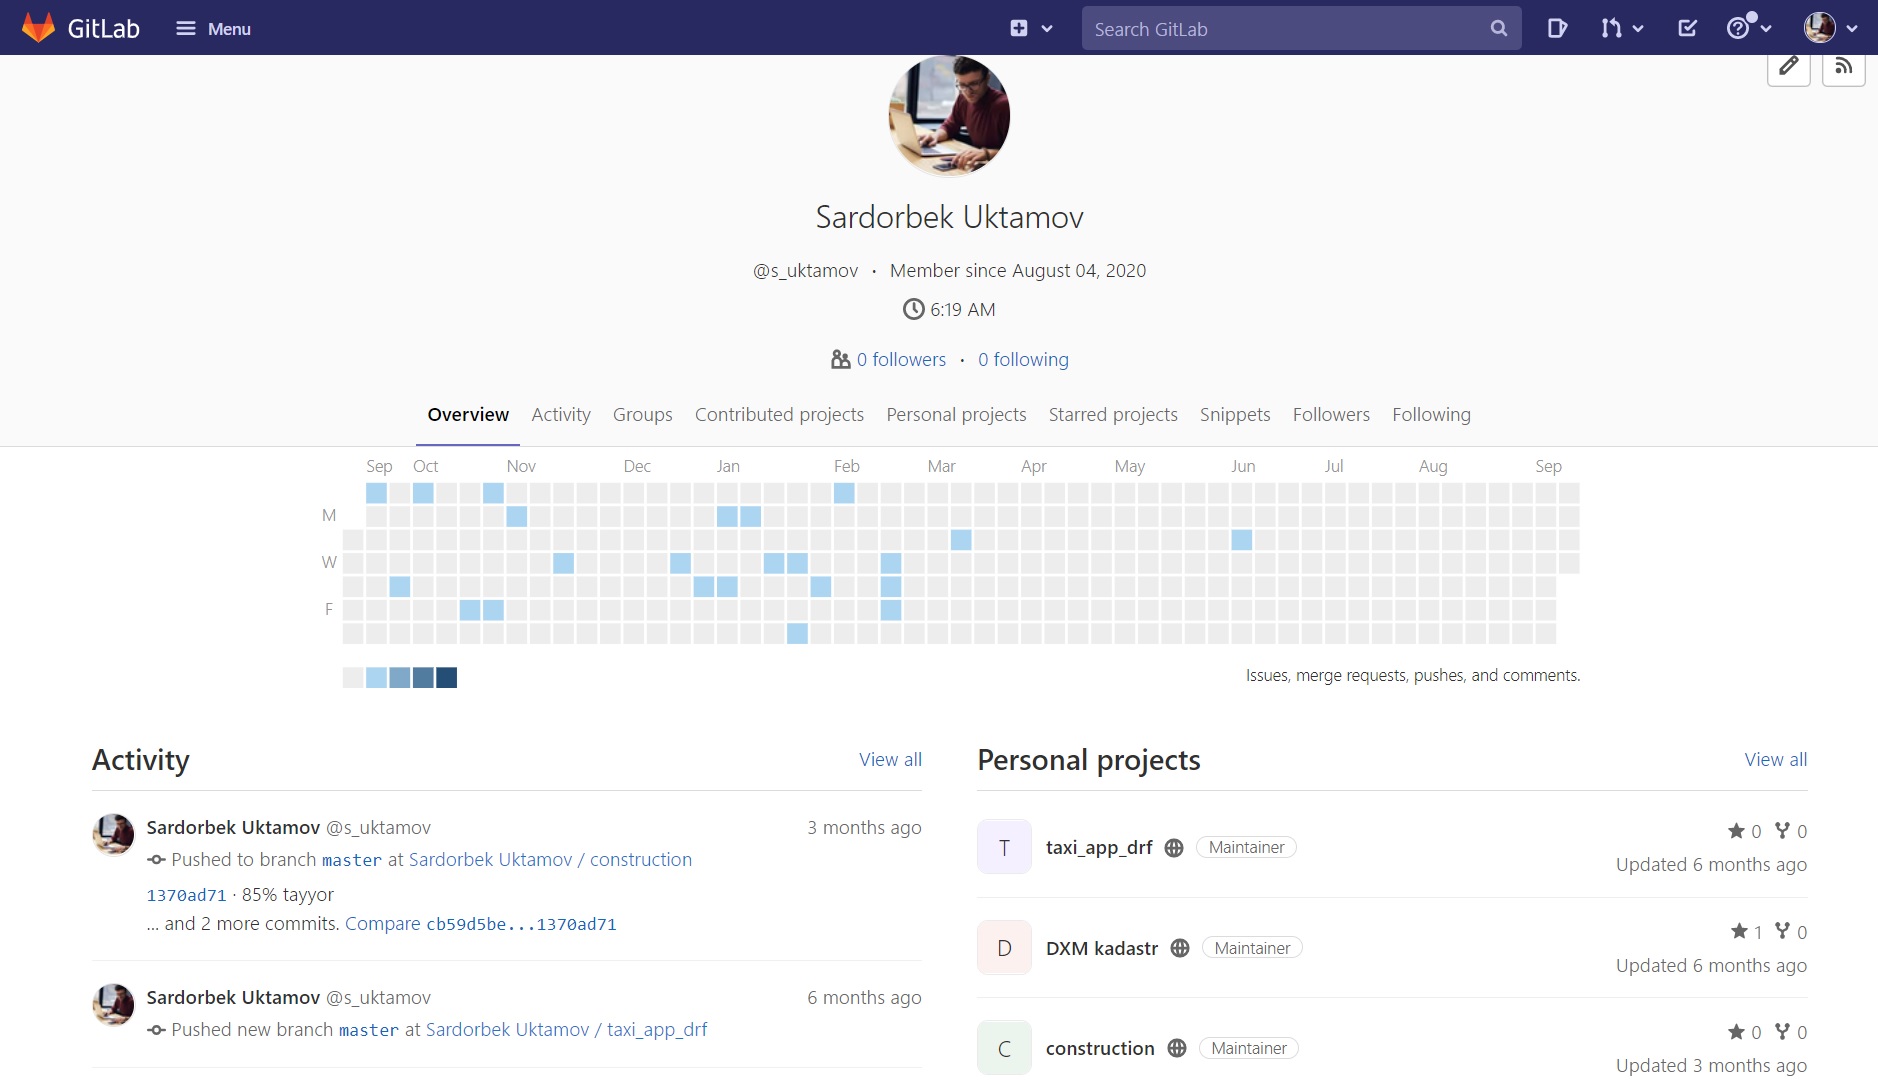 GitLab Menu Search GitLab
Sardorbek Uktamov
@s_uktamov · Member since August 04, 2020
6:19 AM
0 followers · 0 following
Overview Activity Groups Contributed projects Personal projects Starred projects Snippets Followers Following
Sep Oct Nov Dec Jan Feb Mar Apr May Jun Jul Aug Sep
M
W
F
Issues, merge requests, pushes, and comments.
Activity View all
Sardorbek Uktamov @s_uktamov 3 months ago
Pushed to branch master at Sardorbek Uktamov / construction
1370ad71 · 85% tayyor
... and 2 more commits. Compare cb59d5be...1370ad71
Sardorbek Uktamov @s_uktamov 6 months ago
Pushed new branch master at Sardorbek Uktamov / taxi_app_drf
Personal projects View all
T taxi_app_drf Maintainer 0 0
Updated 6 months ago
D DXM kadastr Maintainer 1 0
Updated 6 months ago
C construction Maintainer 0 0
Updated 3 months ago